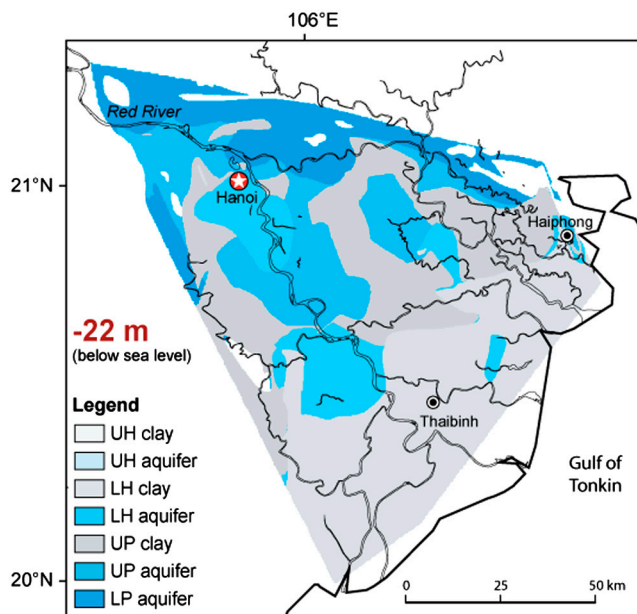 106°E
Red River
21°N
Hanoi
Haiphong
-22 m
(below sea level)
Legend
UH clay
UH aquifer
LH clay
LH aquifer
UP clay
UP aquifer
LP aquifer
Thaibinh
Gulf of
Tonkin
20°N
0 25 50 km